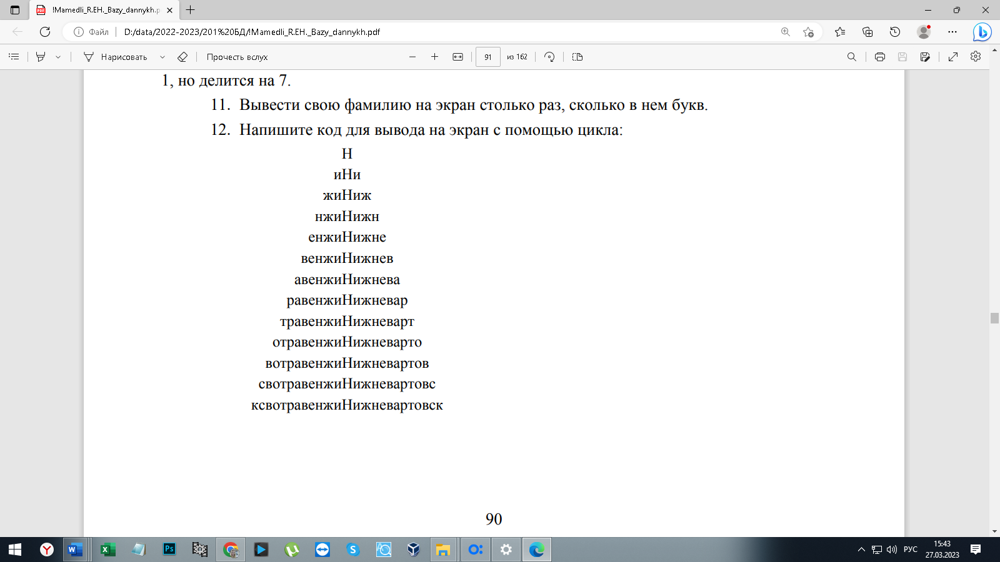 !Mamedli_R.EH._Bazy_dannykh.p
Файл
D:/data/2022-2023/201%20БД/!Mamedli_R.EH._Bazy_dannykh.pdf
Нарисовать
Прочесть вслух
91
из 162
1, но делится на 7.
11. Вывести свою фамилию на экран столько раз, сколько в нем букв.
12. Напишите код для вывода на экран с помощью цикла:
Н
иНи
жиНиж
нжиНижн
енжиНижне
венжиНижнев
авенжиНижнева
равенжиНижневар
травенжиНижневарт
отравенжиНижневарто
вотравенжиНижневартов
свотравенжиНижневартовс
ксвотравенжиНижневартовск
90
РУС
15:43
27.03.2023